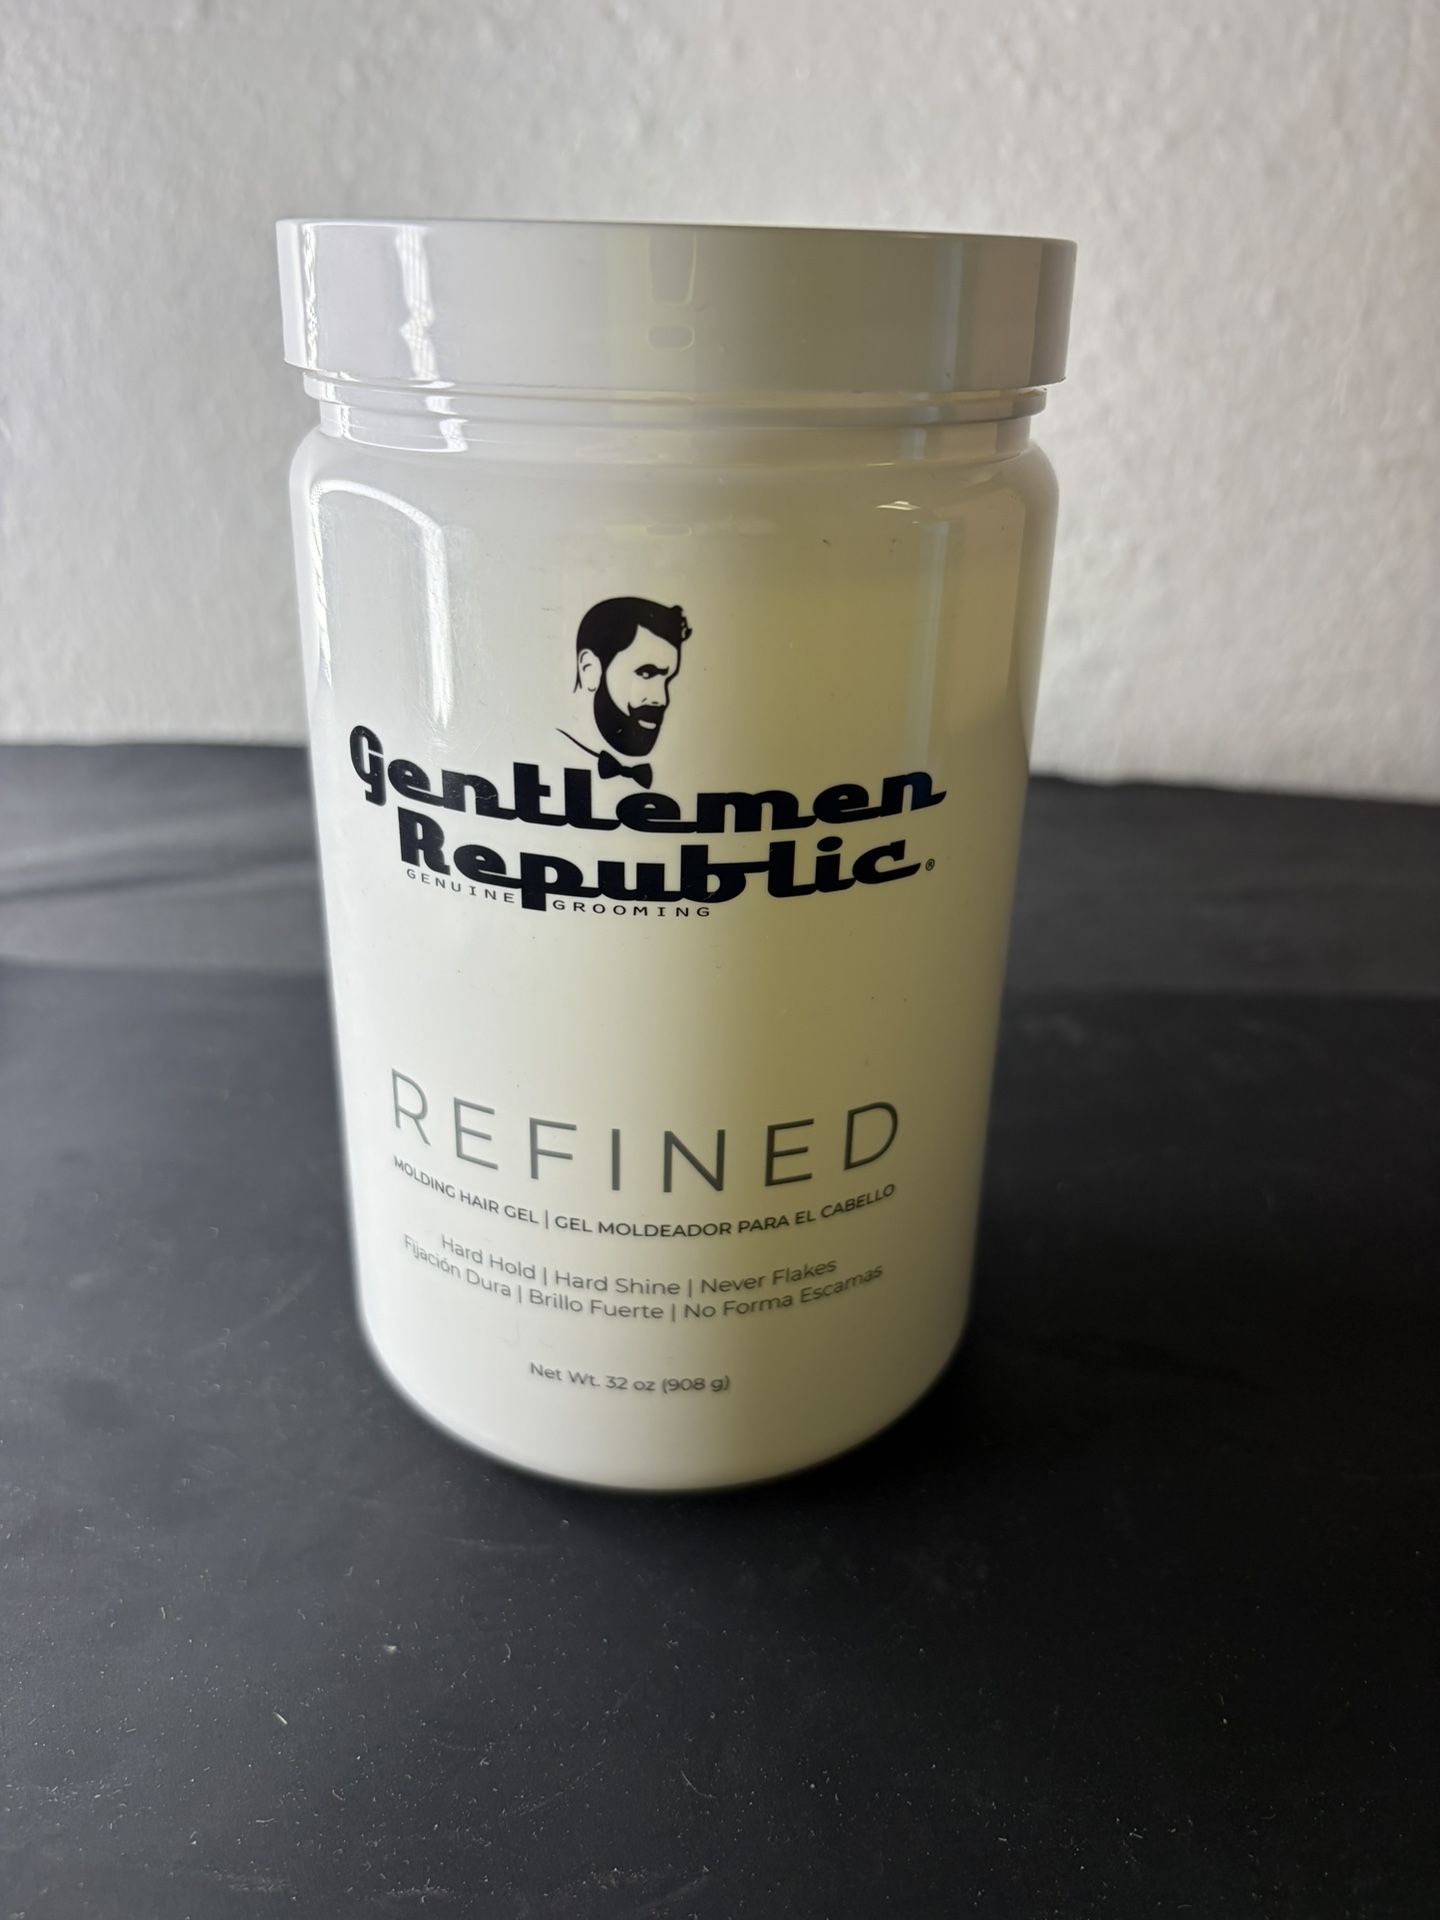 Gentlemen
Republic®
GENUINE GROOMING
REFINED
MOLDING HAIR GEL | GEL MOLDEADOR PARA EL CABELLO
Hard Hold | Hard Shine | Never Flakes
Fijación Dura | Brillo Fuerte | No Forma Escamas
Net Wt. 32 oz (908 g)